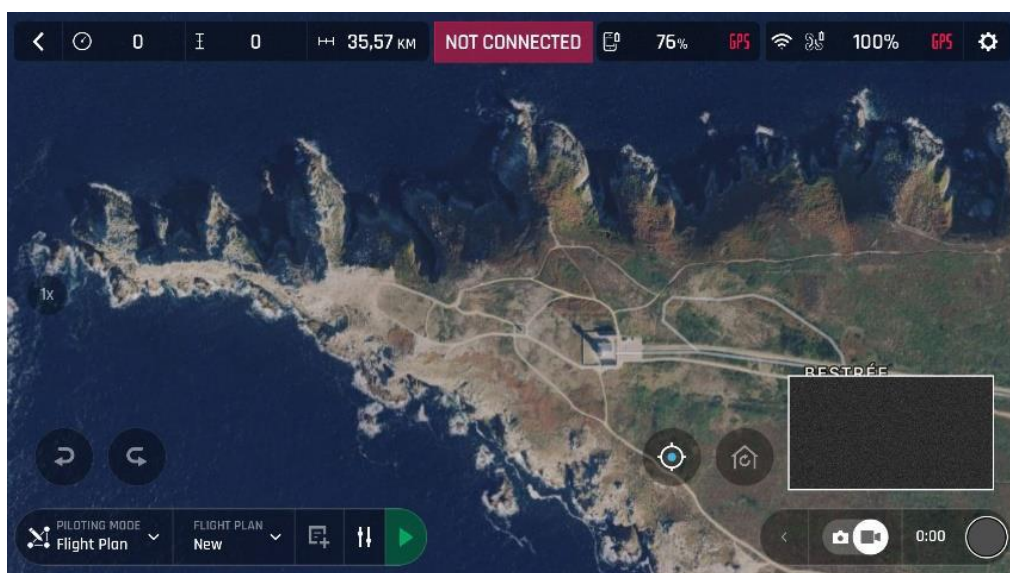 0 0 35,57 KM NOT CONNECTED 76% GPS 100% GPS
1x
BESTRÉE
PILOTING MODE
Flight Plan
FLIGHT PLAN
New
0:00